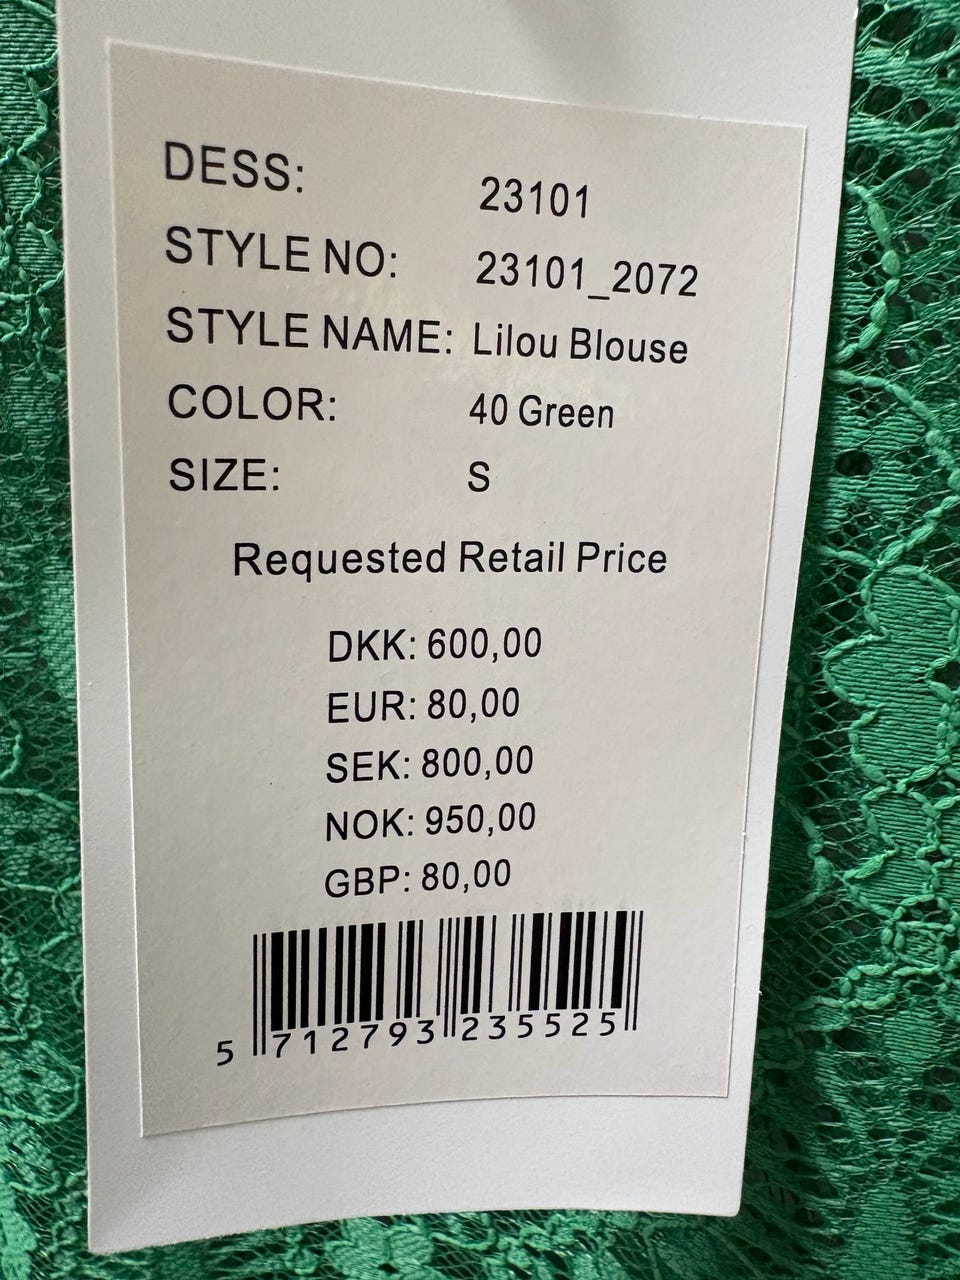 DESS: 23101
STYLE NO: 23101_2072
STYLE NAME: Lilou Blouse
COLOR: 40 Green
SIZE: S
Requested Retail Price
DKK: 600,00
EUR: 80,00
SEK: 800,00
NOK: 950,00
GBP: 80,00
5 712793 235525